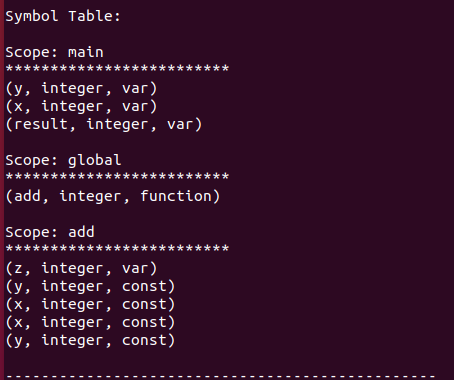 Symbol Table:
Scope: main
*************************
(y, integer, var)
(x, integer, var)
(result, integer, var)
Scope: global
*************************
(add, integer, function)
Scope: add
*************************
(z, integer, var)
(y, integer, const)
(x, integer, const)
(x, integer, const)
(y, integer, const)
------------------------------------------------